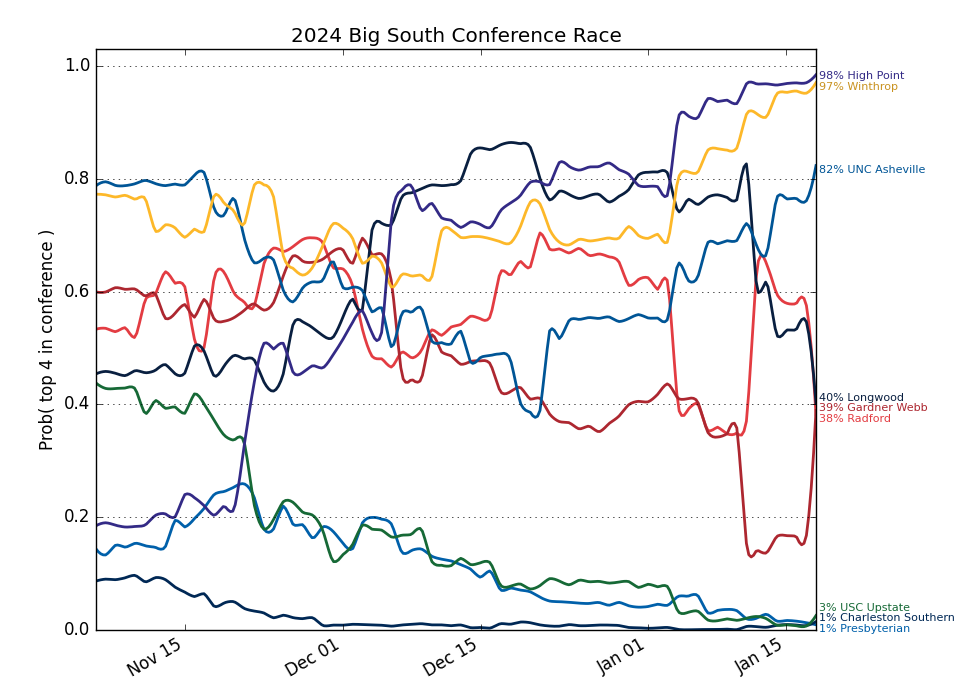 2024 Big South Conference Race
Prob( top 4 in conference )
1.0
0.8
0.6
0.4
0.2
0.0
Nov 15
Dec 01
Dec 15
Jan 01
Jan 15
98% High Point
97% Winthrop
82% UNC Asheville
40% Longwood
39% Gardner Webb
38% Radford
3% USC Upstate
1% Charleston Southern
1% Presbyterian